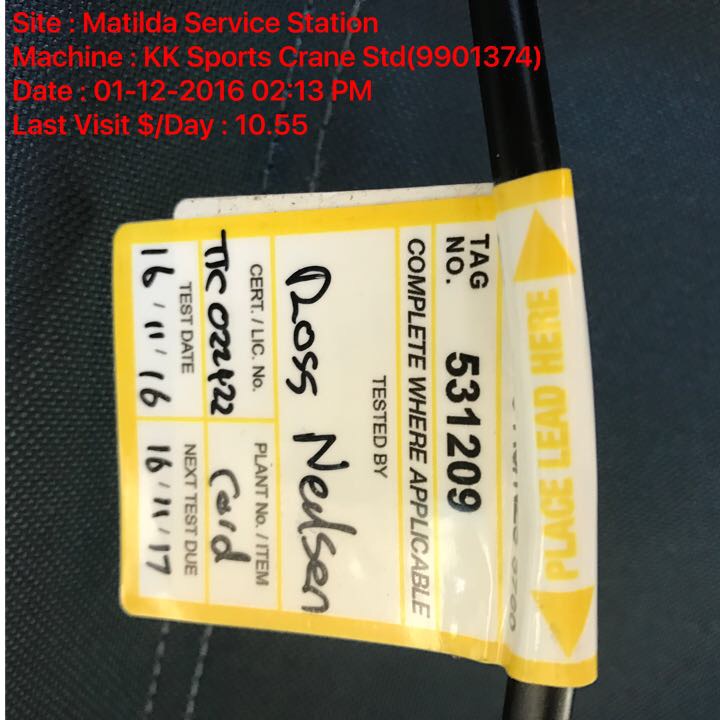 Site : Matilda Service Station
Machine : KK Sports Crane Std(9901374)
Date : 01-12-2016 02:13 PM
Last Visit $/Day : 10.55
PLACE LEAD HERE
TAG NO. 531209
COMPLETE WHERE APPLICABLE
TESTED BY
Ross Neilsen
CERT. / LIC. No.
TTC022422
PLANT No. / ITEM
Cord
TEST DATE
16/11/16
NEXT TEST DUE
16/11/17